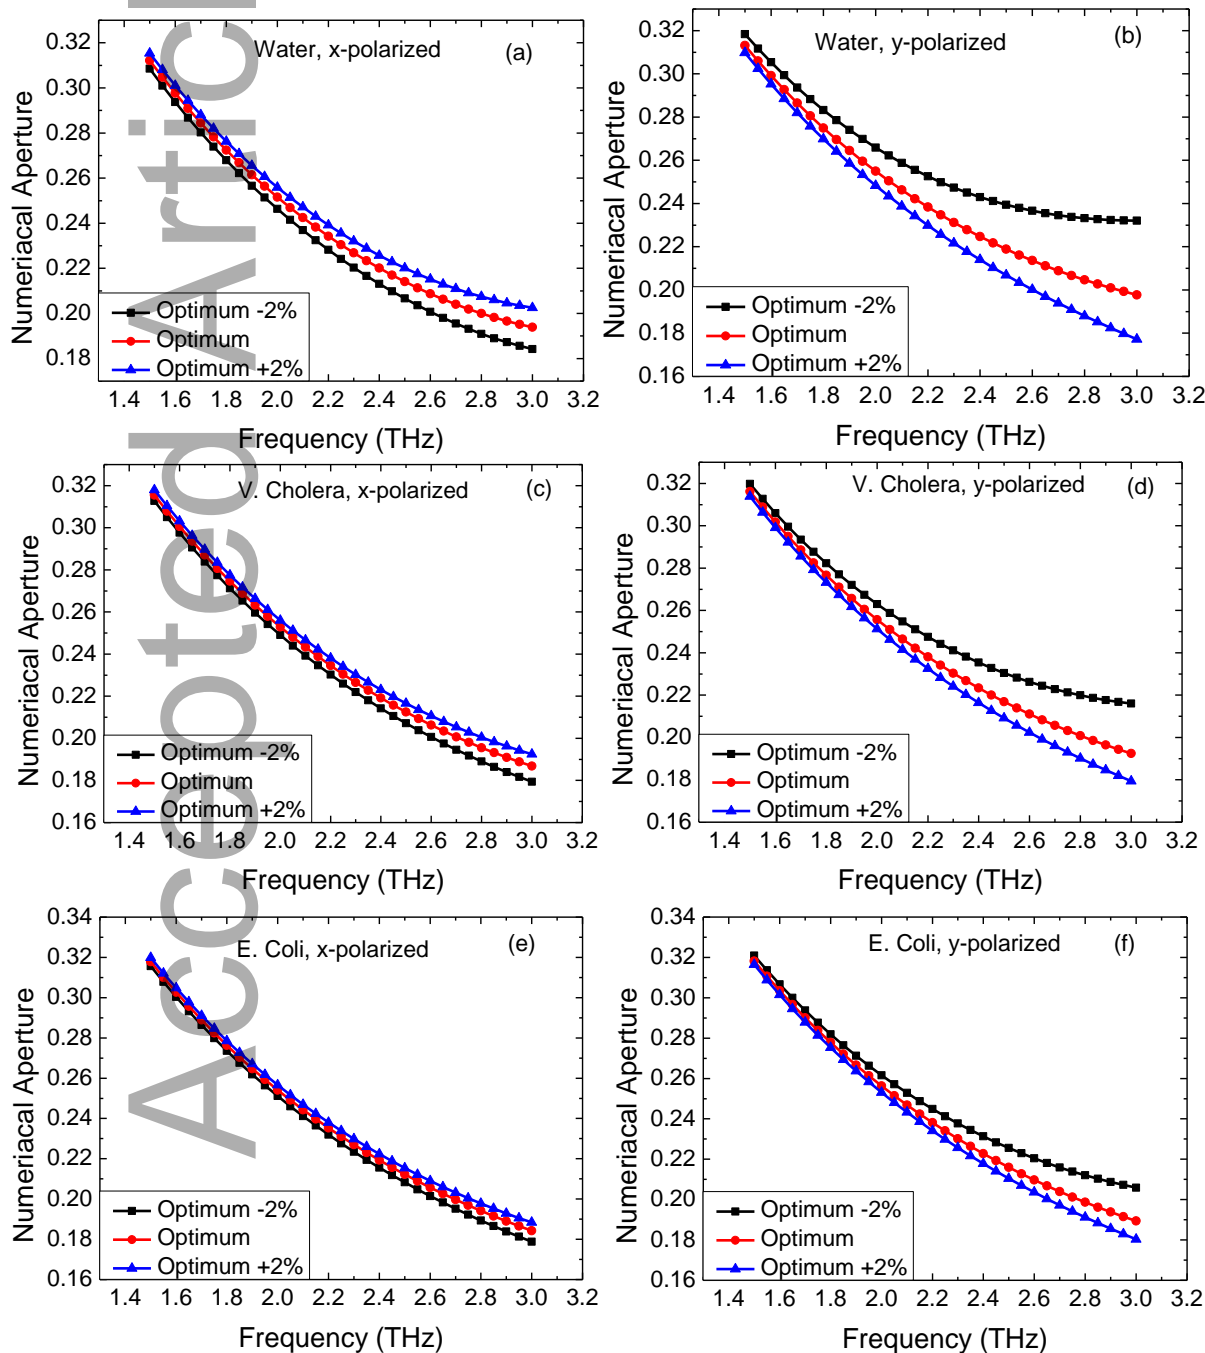 Water, x-polarized
(a)
0.32
0.30
0.28
0.26
0.24
0.22
0.20
0.18
Numeriacal Aperture
Optimum -2%
Optimum
Optimum +2%
1.4 1.6 1.8 2.0 2.2 2.4 2.6 2.8 3.0 3.2
Frequency (THz)
Water, y-polarized
(b)
0.32
0.30
0.28
0.26
0.24
0.22
0.20
0.18
0.16
Numeriacal Aperture
Optimum -2%
Optimum
Optimum +2%
1.4 1.6 1.8 2.0 2.2 2.4 2.6 2.8 3.0 3.2
Frequency (THz)
V. Cholera, x-polarized
(c)
0.32
0.30
0.28
0.26
0.24
0.22
0.20
0.18
0.16
Numeriacal Aperture
Optimum -2%
Optimum
Optimum +2%
1.4 1.6 1.8 2.0 2.2 2.4 2.6 2.8 3.0 3.2
Frequency (THz)
V. Cholera, y-polarized
(d)
0.32
0.30
0.28
0.26
0.24
0.22
0.20
0.18
0.16
Numeriacal Aperture
Optimum -2%
Optimum
Optimum +2%
1.4 1.6 1.8 2.0 2.2 2.4 2.6 2.8 3.0 3.2
Frequency (THz)
E. Coli, x-polarized
(e)
0.34
0.32
0.30
0.28
0.26
0.24
0.22
0.20
0.18
0.16
Numeriacal Aperture
Optimum -2%
Optimum
Optimum +2%
1.4 1.6 1.8 2.0 2.2 2.4 2.6 2.8 3.0 3.2
Frequency (THz)
E. Coli, y-polarized
(f)
0.34
0.32
0.30
0.28
0.26
0.24
0.22
0.20
0.18
0.16
Numeriacal Aperture
Optimum -2%
Optimum
Optimum +2%
1.4 1.6 1.8 2.0 2.2 2.4 2.6 2.8 3.0 3.2
Frequency (THz)
Accepted Artic